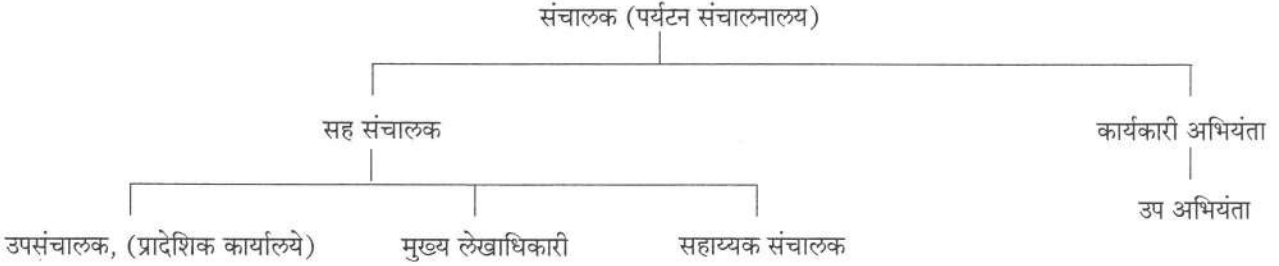 संचालक (पर्यटन संचालनालय)
सह संचालक
कार्यकारी अभियंता
उप अभियंता
उपसंचालक, (प्रादेशिक कार्यालये)
मुख्य लेखाधिकारी
सहाय्यक संचालक